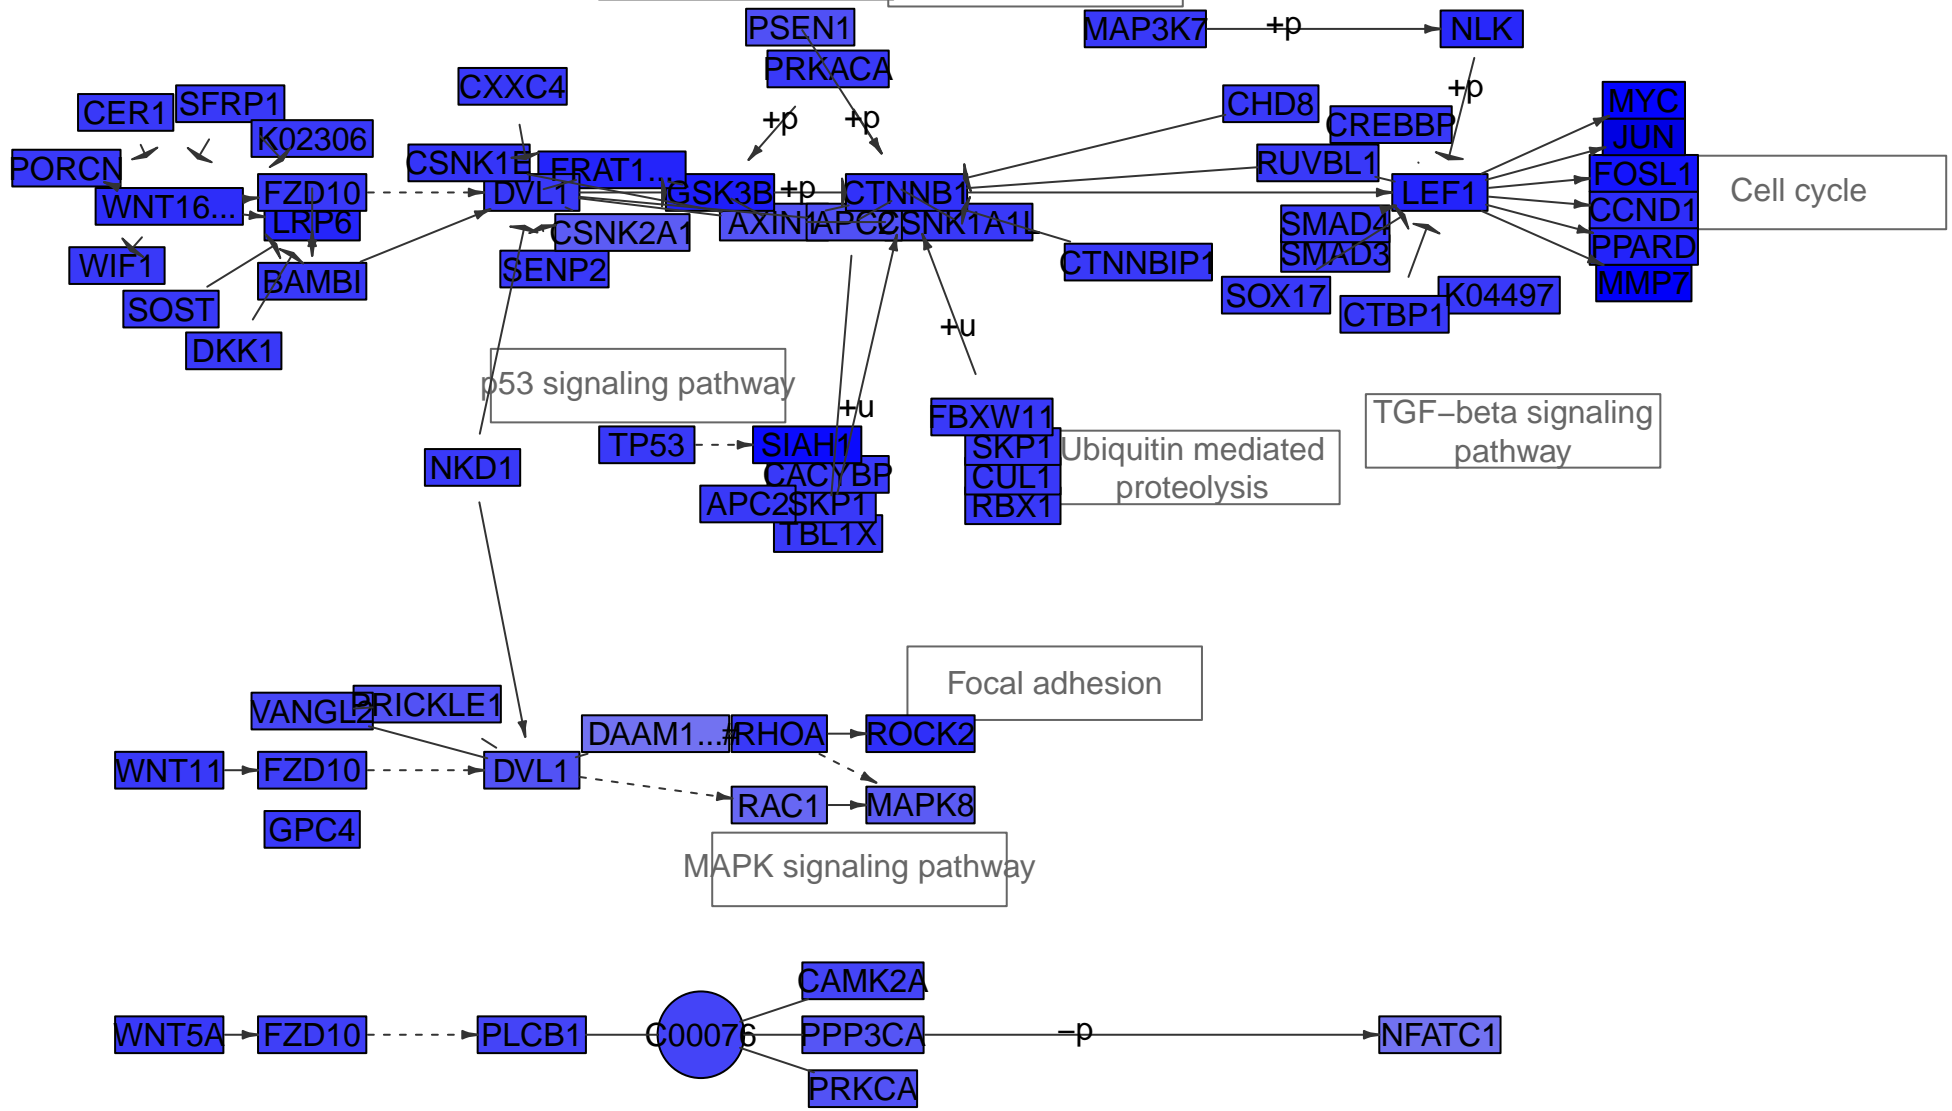 PSEN1
MAP3K7
+p
NLK
PRKACA
CXXC4
CER1
SFRP1
+p
+p
CHD8
+p
MYC
K02306
CREBBP
JUN
PORCN
CSNK1E
FRAT1...
RUVBL1
FOSL1
Cell cycle
WNT16...
FZD10
DVL1
GSK3B
+p
CTNNB1
LEF1
CCND1
LRP6
CSNK2A1
AXIN1
APC2
CSNK1A1L
SMAD4
PPARD
WIF1
BAMBI
SENP2
CTNNBIP1
SMAD3
MMP7
SOST
SOX17
K04497
CTBP1
DKK1
+u
p53 signaling pathway
+u
FBXW11
TGF−beta signaling
pathway
TP53
SIAH1
SKP1
Ubiquitin mediated
proteolysis
NKD1
CACYBP
CUL1
APC2
SKP1
RBX1
TBL1X
Focal adhesion
VANGL2
PRICKLE1
DAAM1...#
RHOA
ROCK2
WNT11
FZD10
DVL1
RAC1
MAPK8
GPC4
MAPK signaling pathway
CAMK2A
WNT5A
FZD10
PLCB1
C00076
PPP3CA
−p
NFATC1
PRKCA